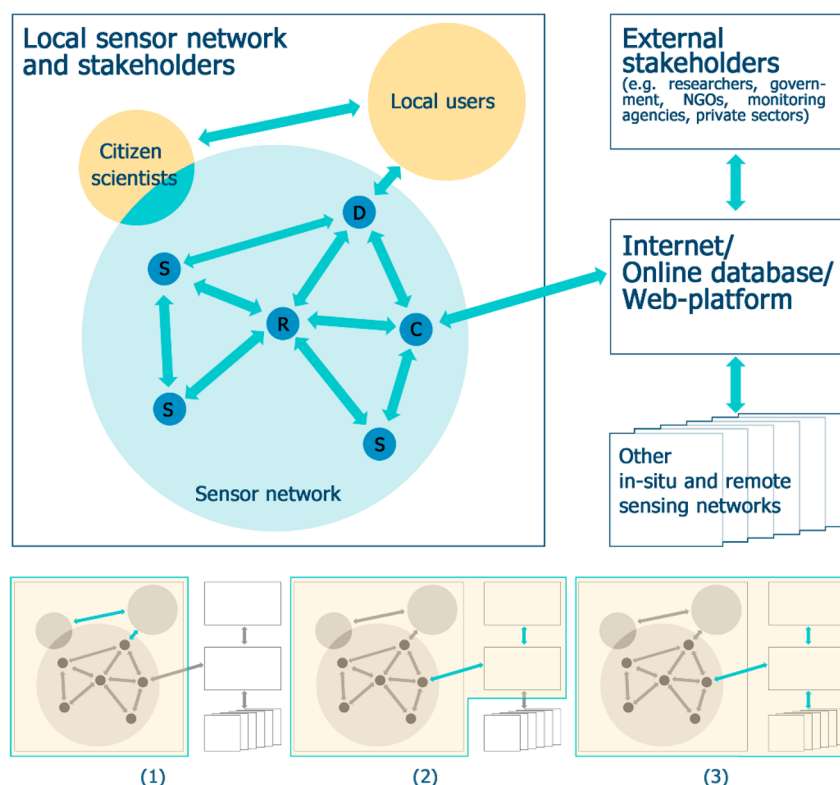 Local sensor network
and stakeholders
Local users
Citizen
scientists
D
S
R
C
S
S
Sensor network
External
stakeholders
(e.g. researchers, govern-
ment, NGOs, monitoring
agencies, private sectors)
Internet/
Online database/
Web-platform
Other
in-situ and remote
sensing networks
(1)
(2)
(3)